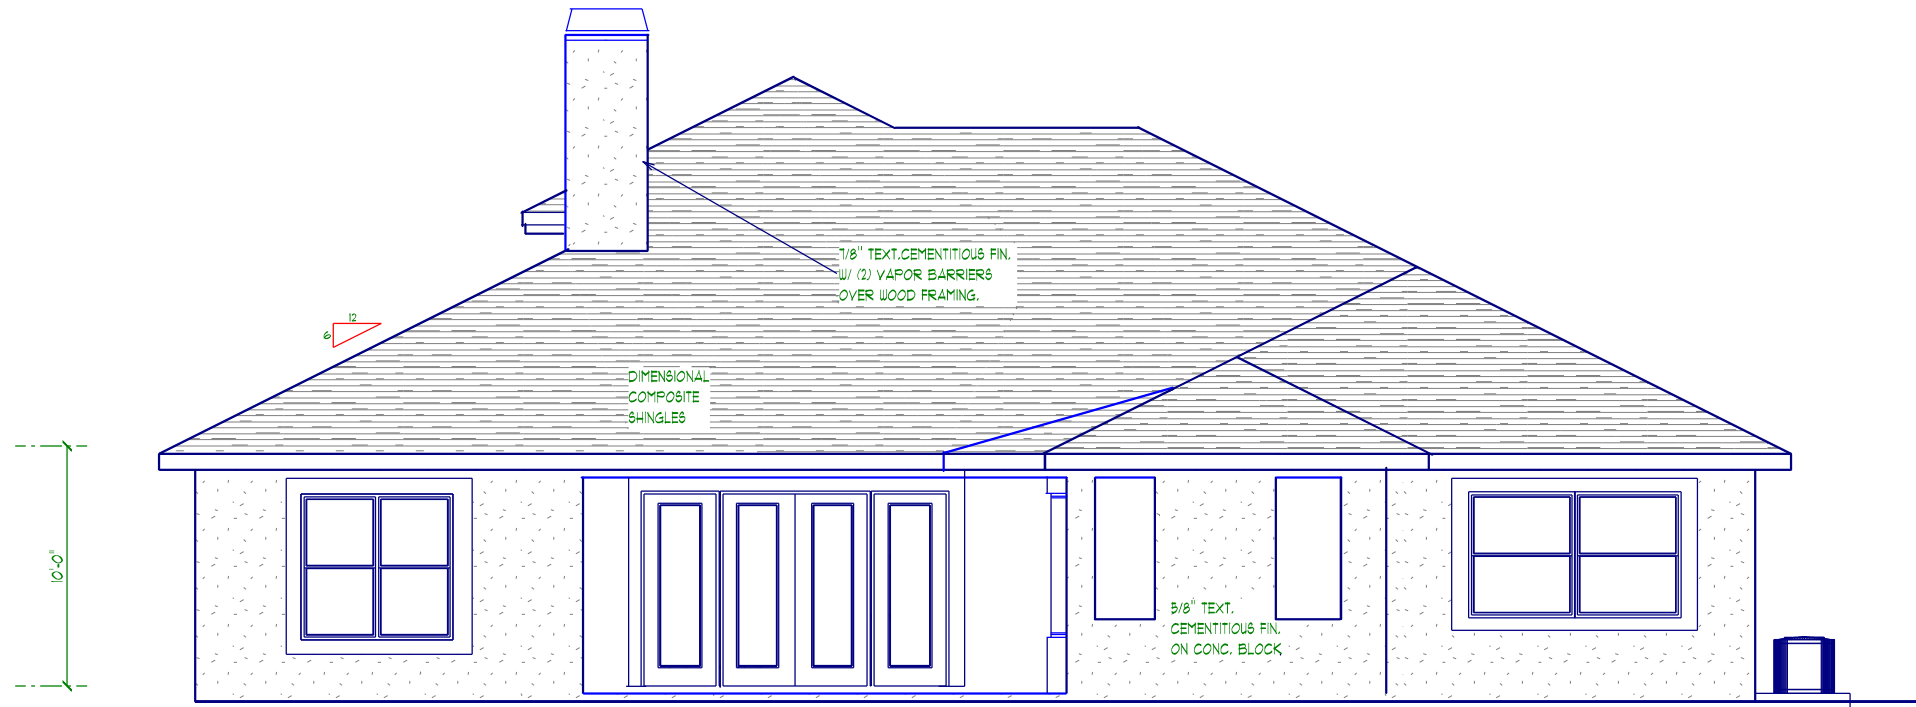 7/8" TEXT.CEMENTITIOUS FIN.
W/ (2) VAPOR BARRIERS
OVER WOOD FRAMING.
12
6
DIMENSIONAL
COMPOSITE
SHINGLES
10'-0"
5/8" TEXT.
CEMENTITIOUS FIN.
ON CONC. BLOCK